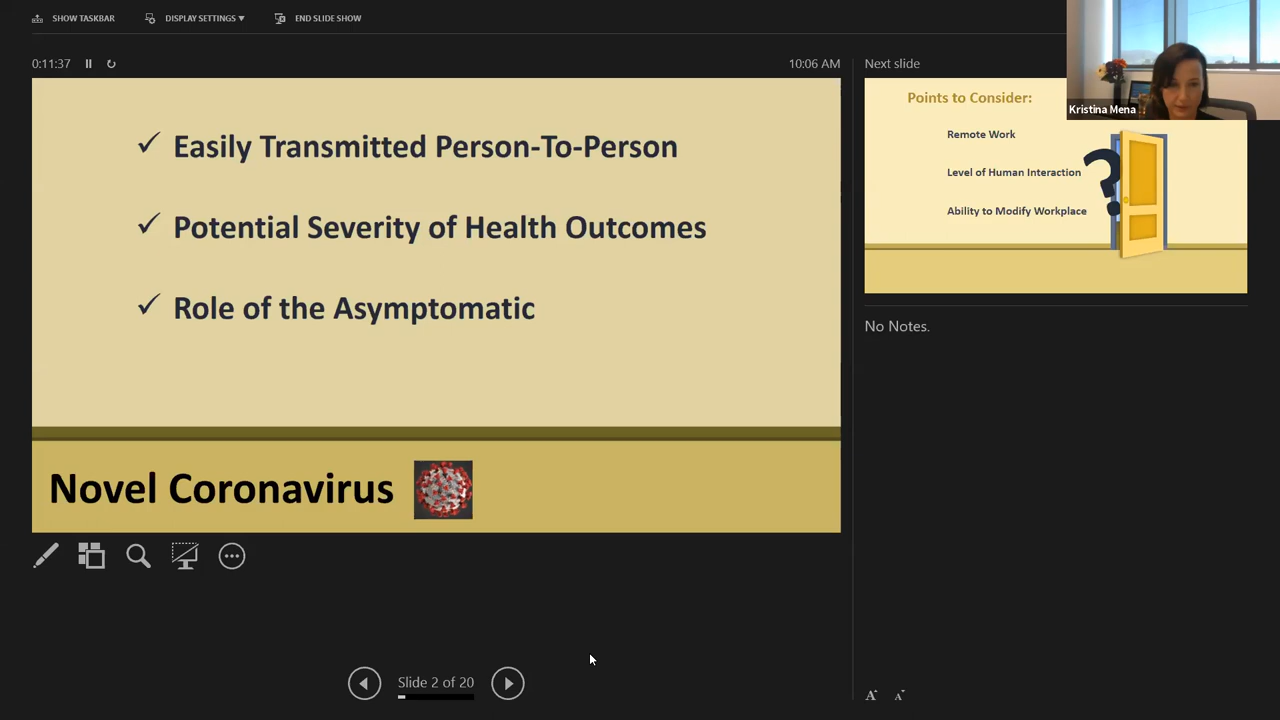 SHOW TASKBAR
DISPLAY SETTINGS ▼
END SLIDE SHOW
0:11:37
10:06 AM
Easily Transmitted Person-To-Person
Potential Severity of Health Outcomes
Role of the Asymptomatic
Novel Coronavirus
Slide 2 of 20
Next slide
Kristina Mena
Points to Consider:
Remote Work
Level of Human Interaction
Ability to Modify Workplace
?
No Notes.
A A